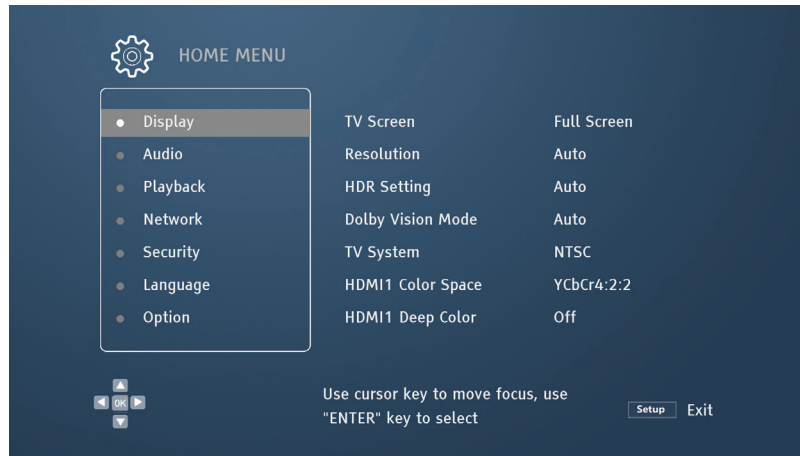 HOME MENU
Display
Audio
Playback
Network
Security
Language
Option
TV Screen Full Screen
Resolution Auto
HDR Setting Auto
Dolby Vision Mode Auto
TV System NTSC
HDMI1 Color Space YCbCr4:2:2
HDMI1 Deep Color Off
OK
Use cursor key to move focus, use
"ENTER" key to select
Setup Exit